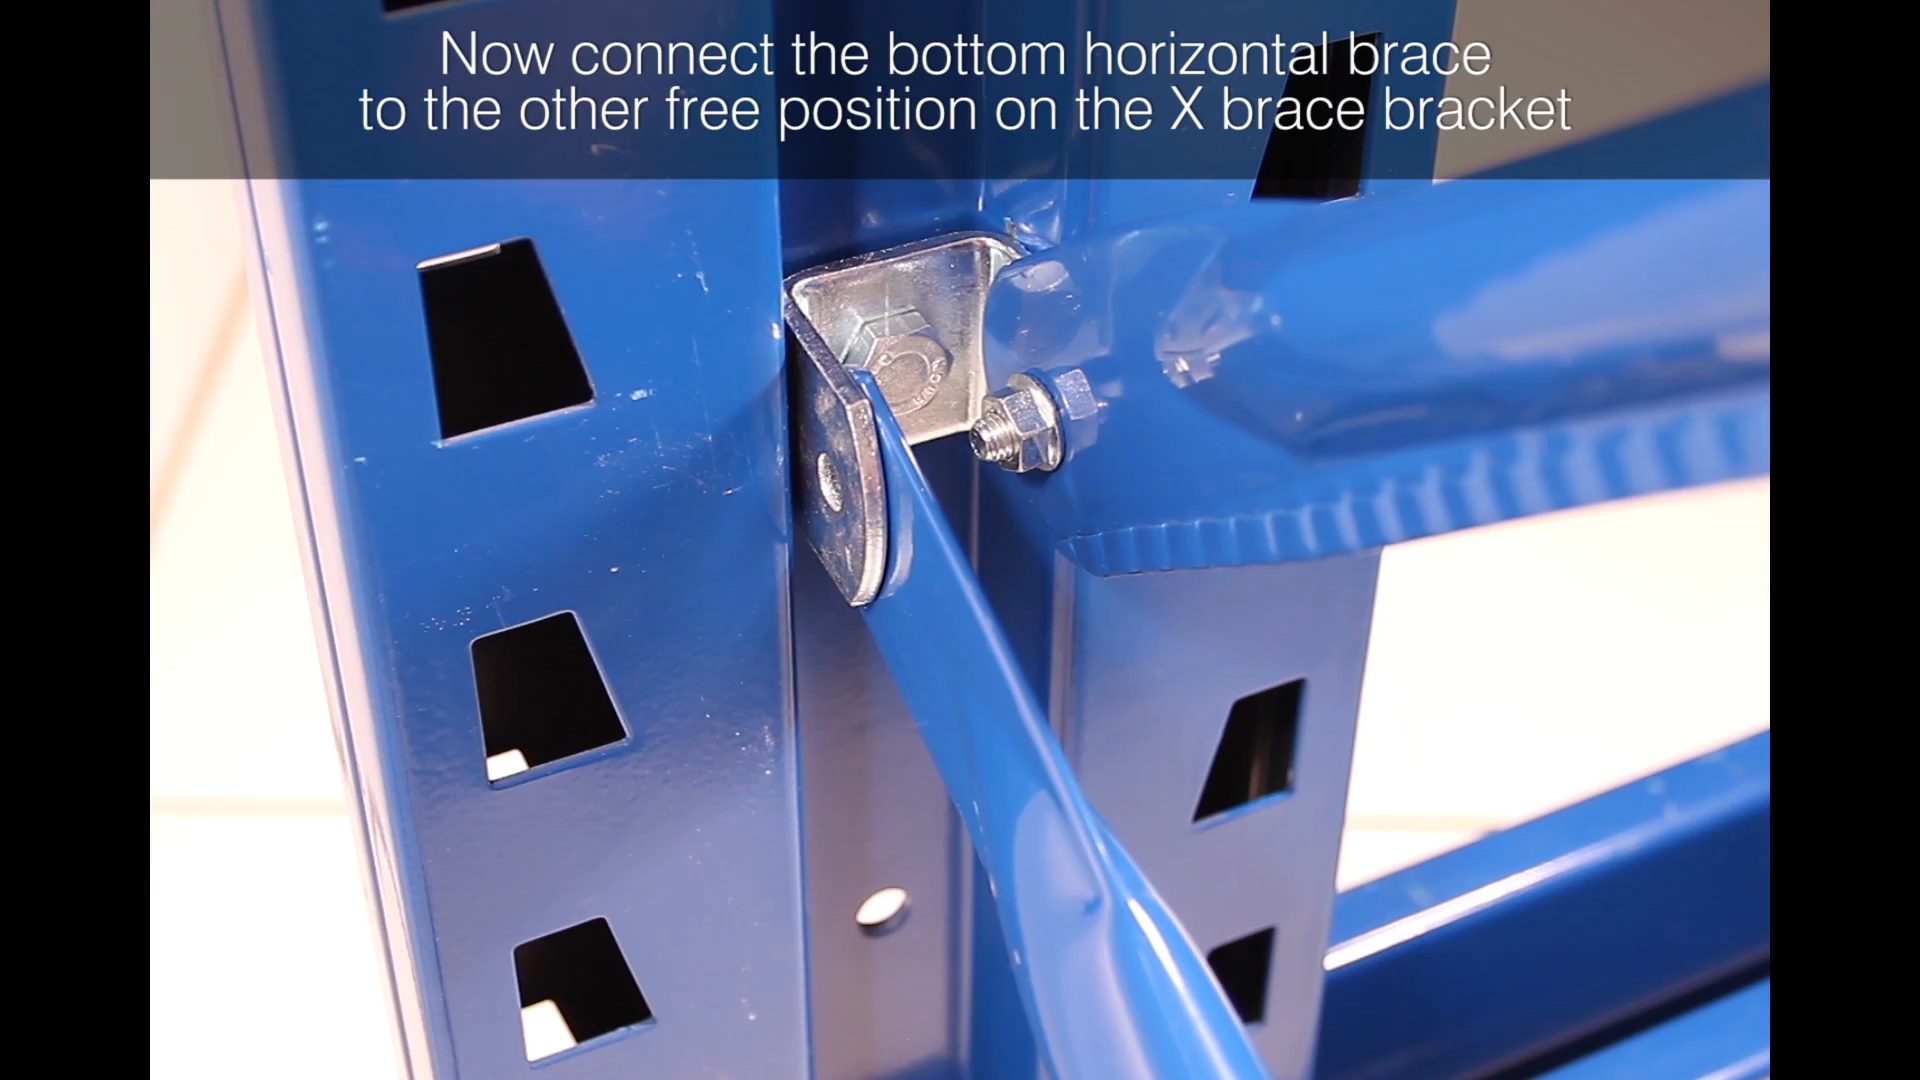 Now connect the bottom horizontal brace
to the other free position on the X brace bracket